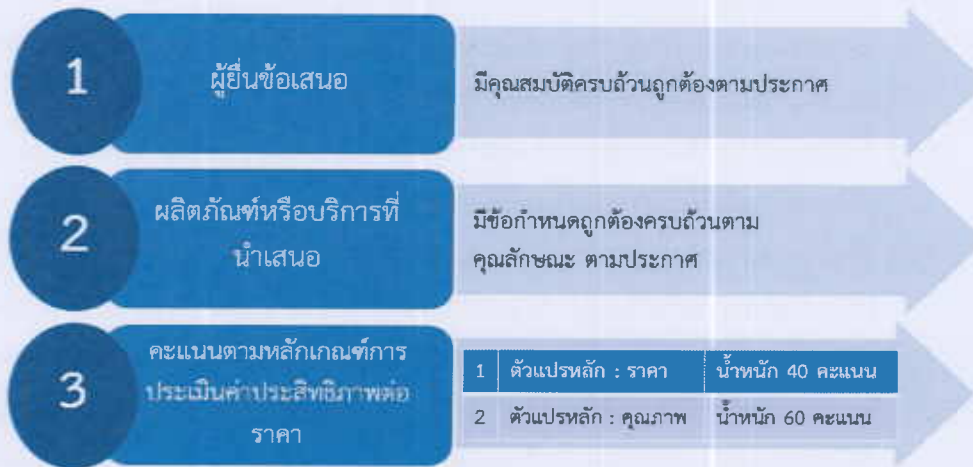 1
ผู้ยื่นข้อเสนอ
มีคุณสมบัติครบถ้วนถูกต้องตามประกาศ
2
ผลิตภัณฑ์หรือบริการที่
นำเสนอ
มีข้อกำหนดถูกต้องครบถ้วนตาม
คุณลักษณะ ตามประกาศ
3
คะแนนตามหลักเกณฑ์การ
ประเมินค่าประสิทธิภาพต่อ
ราคา
1 ตัวแปรหลัก : ราคา น้ำหนัก 40 คะแนน
2 ตัวแปรหลัก : คุณภาพ น้ำหนัก 60 คะแนน